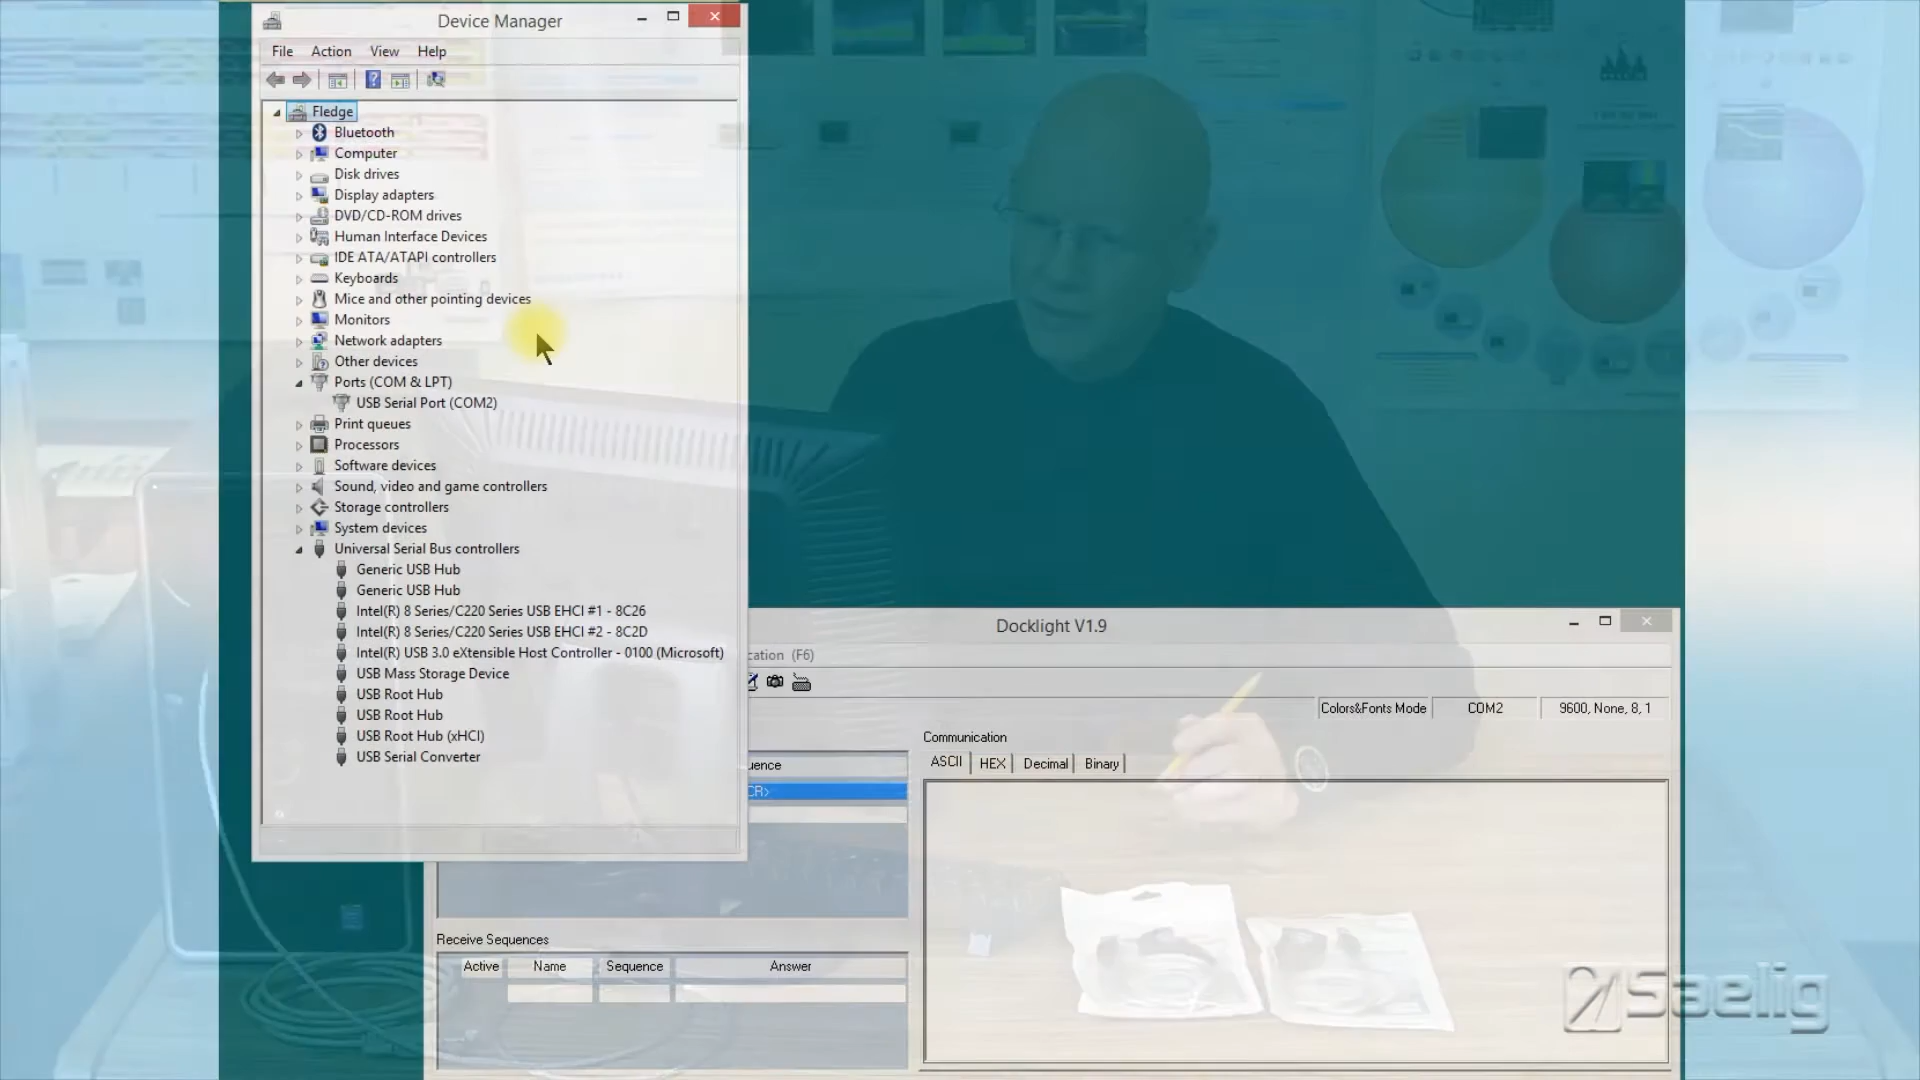 Device Manager
File Action View Help
Fledge
Bluetooth
Computer
Disk drives
Display adapters
DVD/CD-ROM drives
Human Interface Devices
IDE ATA/ATAPI controllers
Keyboards
Mice and other pointing devices
Monitors
Network adapters
Other devices
Ports (COM & LPT)
USB Serial Port (COM2)
Print queues
Processors
Software devices
Sound, video and game controllers
Storage controllers
System devices
Universal Serial Bus controllers
Generic USB Hub
Generic USB Hub
Intel(R) 8 Series/C220 Series USB EHCI #1 - 8C26
Intel(R) 8 Series/C220 Series USB EHCI #2 - 8C2D
Intel(R) USB 3.0 eXtensible Host Controller - 0100 (Microsoft)
USB Mass Storage Device
USB Root Hub
USB Root Hub
USB Root Hub (xHCI)
USB Serial Converter
Docklight V1.9
cation (F6)
Colors&Fonts Mode COM2 9600, None, 8, 1
Communication
ASCII HEX Decimal Binary
uence
CR>
Receive Sequences
Active Name Sequence Answer
Saelig